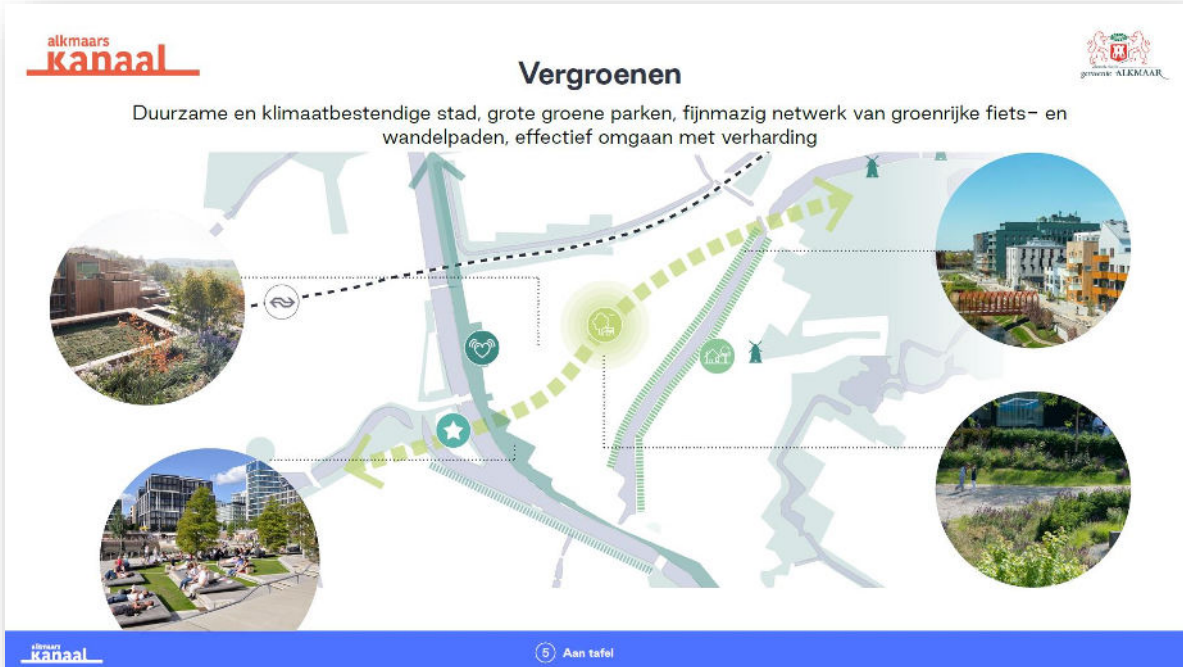 alkmaars
kanaal
gemeente ALKMAAR
Vergroenen
Duurzame en klimaatbestendige stad, grote groene parken, fijnmazig netwerk van groenrijke fiets- en
wandelpaden, effectief omgaan met verharding
alkmaars
kanaal
5 Aan tafel